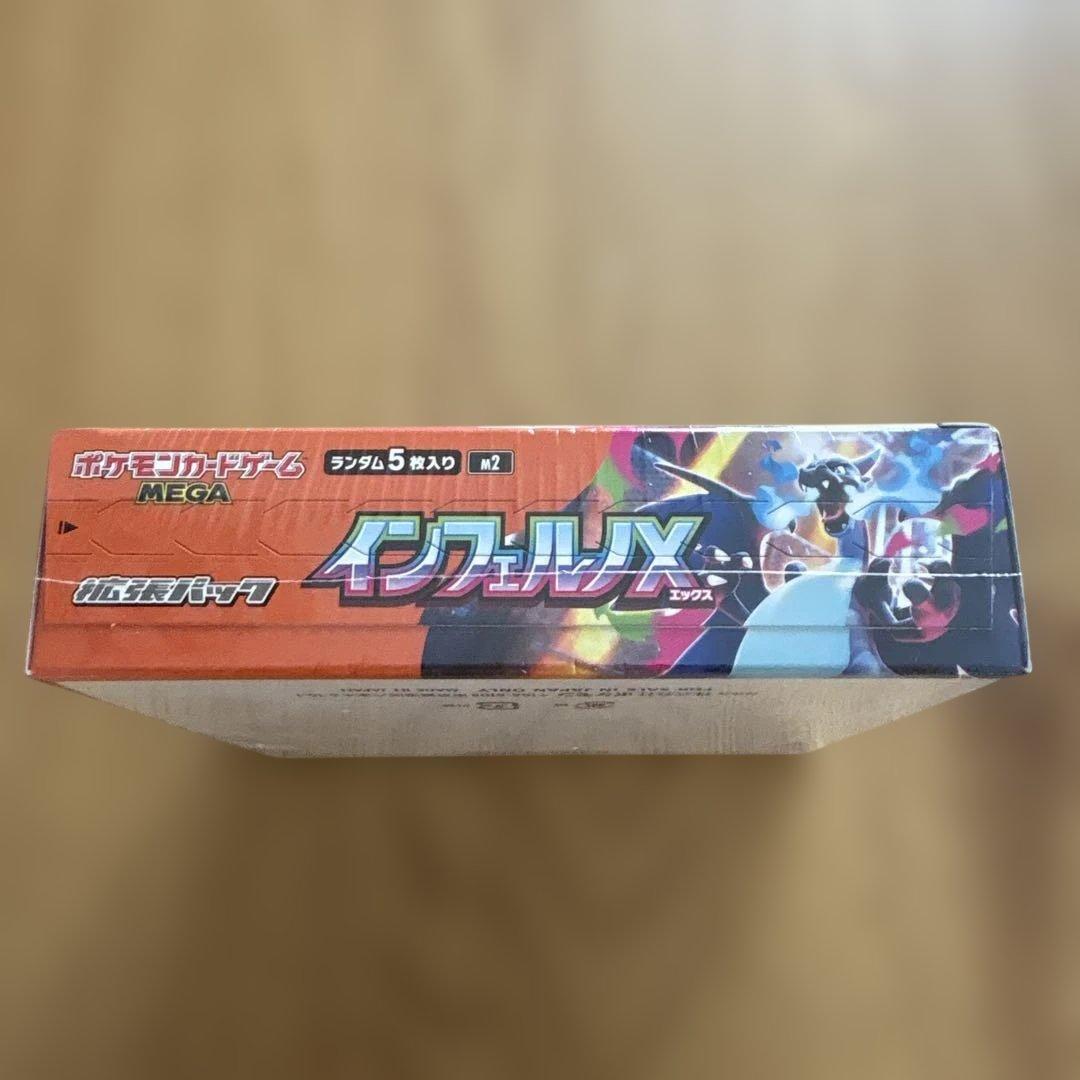 ポケモンカードゲーム
MEGA
ランダム5枚入り
M2
拡張パック
インフェルノX
エックス
FOR SALE IN JAPAN ONLY MADE IN JAPAN